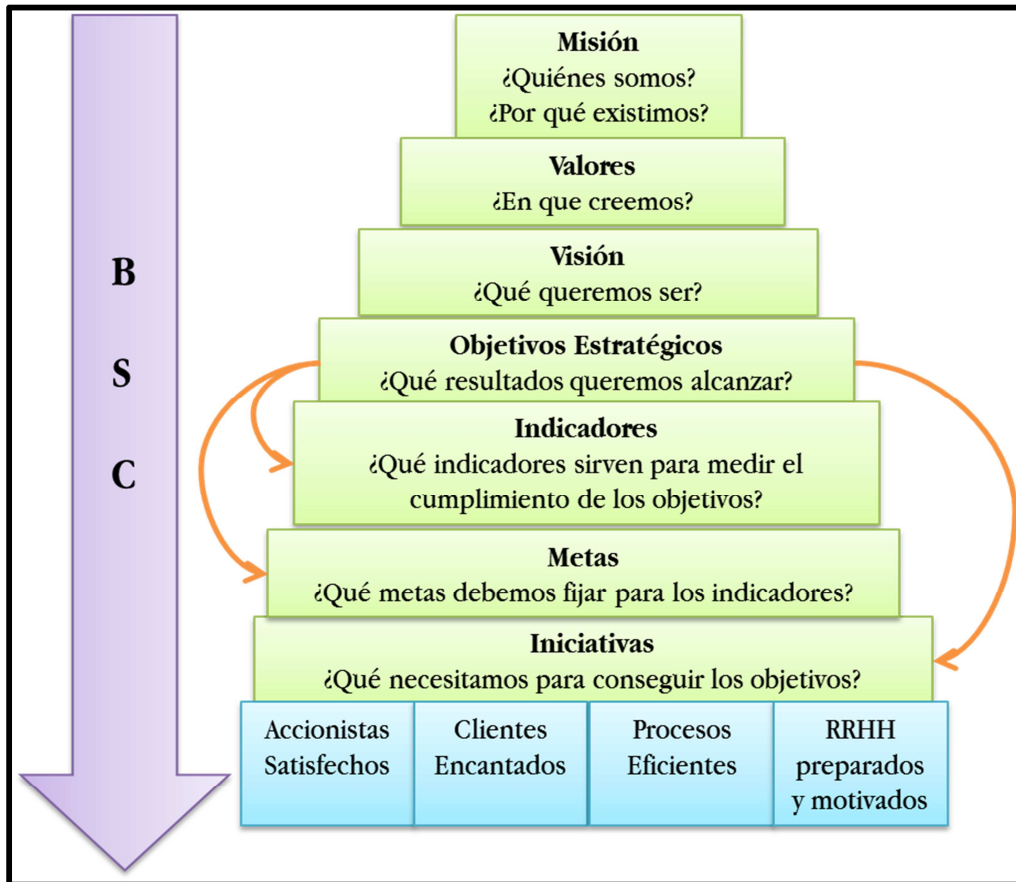 Misión
¿Quiénes somos?
¿Por qué existimos?
Valores
¿En que creemos?
Visión
¿Qué queremos ser?
Objetivos Estratégicos
¿Qué resultados queremos alcanzar?
Indicadores
¿Qué indicadores sirven para medir el
cumplimiento de los objetivos?
Metas
¿Qué metas debemos fijar para los indicadores?
Iniciativas
¿Qué necesitamos para conseguir los objetivos?
Accionistas
Satisfechos
Clientes
Encantados
Procesos
Eficientes
RRHH
preparados
y motivados
B
S
C